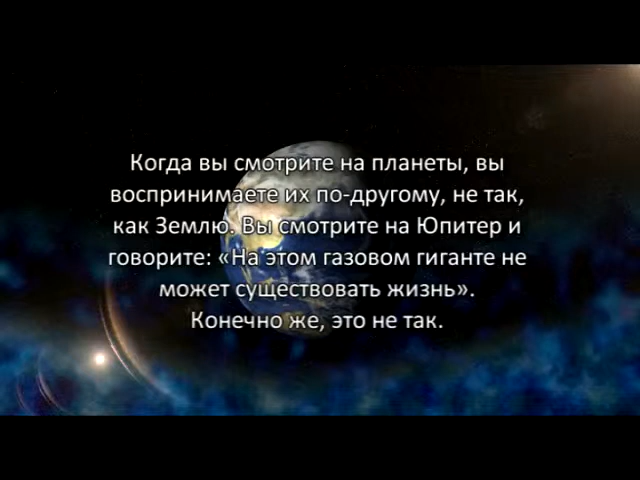 Когда вы смотрите на планеты, вы
воспринимаете их по-другому, не так,
как Землю. Вы смотрите на Юпитер и
говорите: «На этом газовом гиганте не
может существовать жизнь».
Конечно же, это не так.